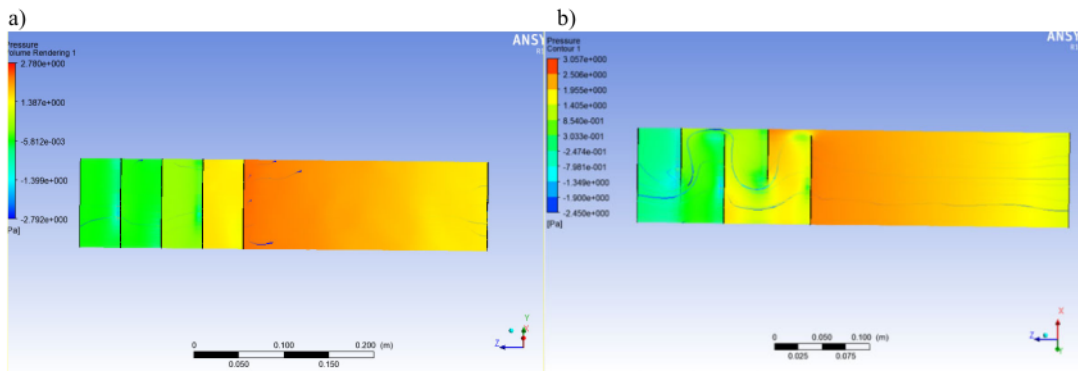 a)
ANSY
Pressure
Volume Rendering 1
2.780e+000
1.387e+000
-5.812e-003
-1.399e+000
-2.792e+000
[Pa]
Y
X
Z
0 0.100 0.200 (m)
0.050 0.150
b)
ANSY
Pressure
Contour 1
3.057e+000
2.506e+000
1.955e+000
1.405e+000
8.540e-001
3.033e-001
-2.474e-001
-7.981e-001
-1.349e+000
-1.900e+000
-2.450e+000
[Pa]
X
Z
Y
0 0.050 0.100 (m)
0.025 0.075